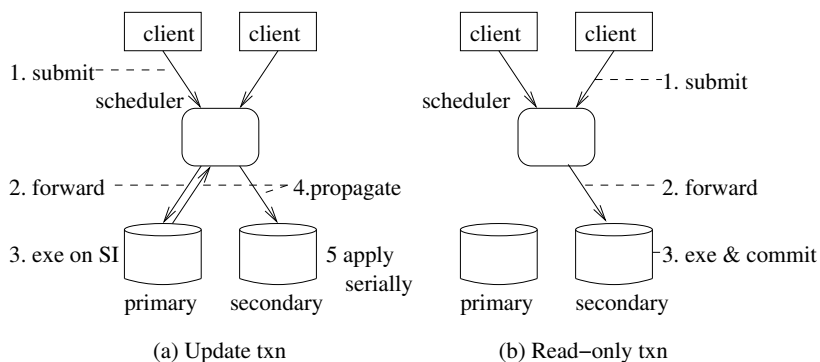 client client
1. submit
scheduler
2. forward 4.propagate
3. exe on SI 5 apply
serially
primary secondary
(a) Update txn
client client
1. submit
scheduler
2. forward
3. exe & commit
primary secondary
(b) Read−only txn